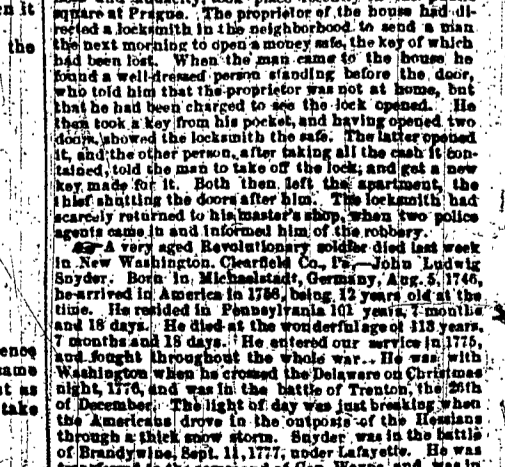 square at Prague. The proprietor of the house had di-
rected a locksmith in the neighborhood to send a man
the next morning to open a money safe, the key of which
had been lost. When the man came to the house he
found a well-dressed person standing before the door,
who told him that the proprietor was not at home, but
that he had been charged to see the lock opened. He
then took a key from his pocket, and having opened two
doors, showed the locksmith the safe. The latter opened
it, and the other person, after taking all the cash it con-
tained, told the man to take off the lock, and get a new
key made for it. Both then left the apartment, the
thief shutting the doors after him. The locksmith had
scarcely returned to his master's shop, when two police
agents came in and informed him of the robbery.
A very aged Revolutionary soldier died last week
in New Washington, Clearfield Co., Pa.,—John Ludwig
Snyder. Born in Michaelstadt, Germany, Aug. 5, 1746,
he arrived in America in 1758, being 12 years old at the
time. He resided in Pennsylvania 101 years, 7 months
and 18 days. He died at the wonderful age of 113 years,
7 months and 18 days. He entered our service in 1775,
and fought throughout the whole war. He was with
Washington when he crossed the Delaware on Christmas
night, 1776, and was in the battle of Trenton, the 26th
of December. The light of day was just breaking when
the Americans drove in the outposts of the Hessians
through a thick snow storm. Snyder was in the battle
of Brandywine, Sept. 11, 1777, under Lafayette. He was
n it
the
ence
ame
t as
take